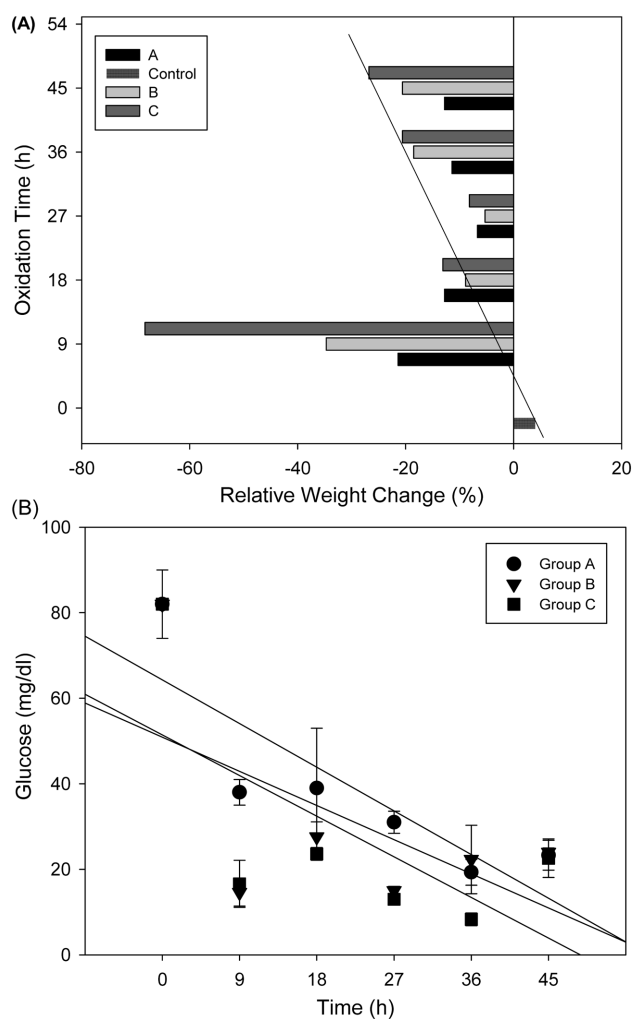 (A)
54
45
36
27
18
9
0
Oxidation Time (h)
A
Control
B
C
-80 -60 -40 -20 0 20
Relative Weight Change (%)
(B)
100
80
60
40
20
0
Glucose (mg/dl)
Group A
Group B
Group C
0 9 18 27 36 45
Time (h)